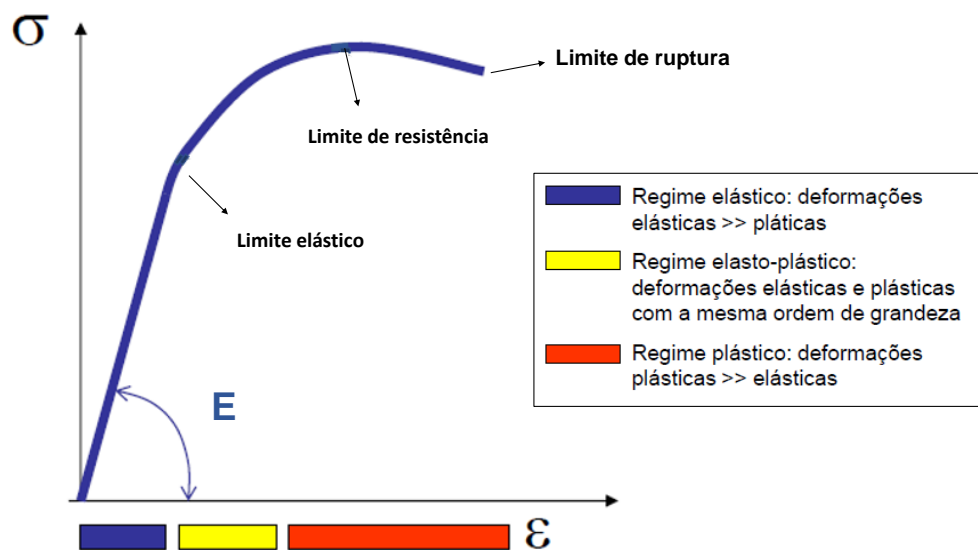 σ
Limite de ruptura
Limite de resistência
Limite elástico
E
ε
Regime elástico: deformações
elásticas >> pláticas
Regime elasto-plástico:
deformações elásticas e plásticas
com a mesma ordem de grandeza
Regime plástico: deformações
plásticas >> elásticas